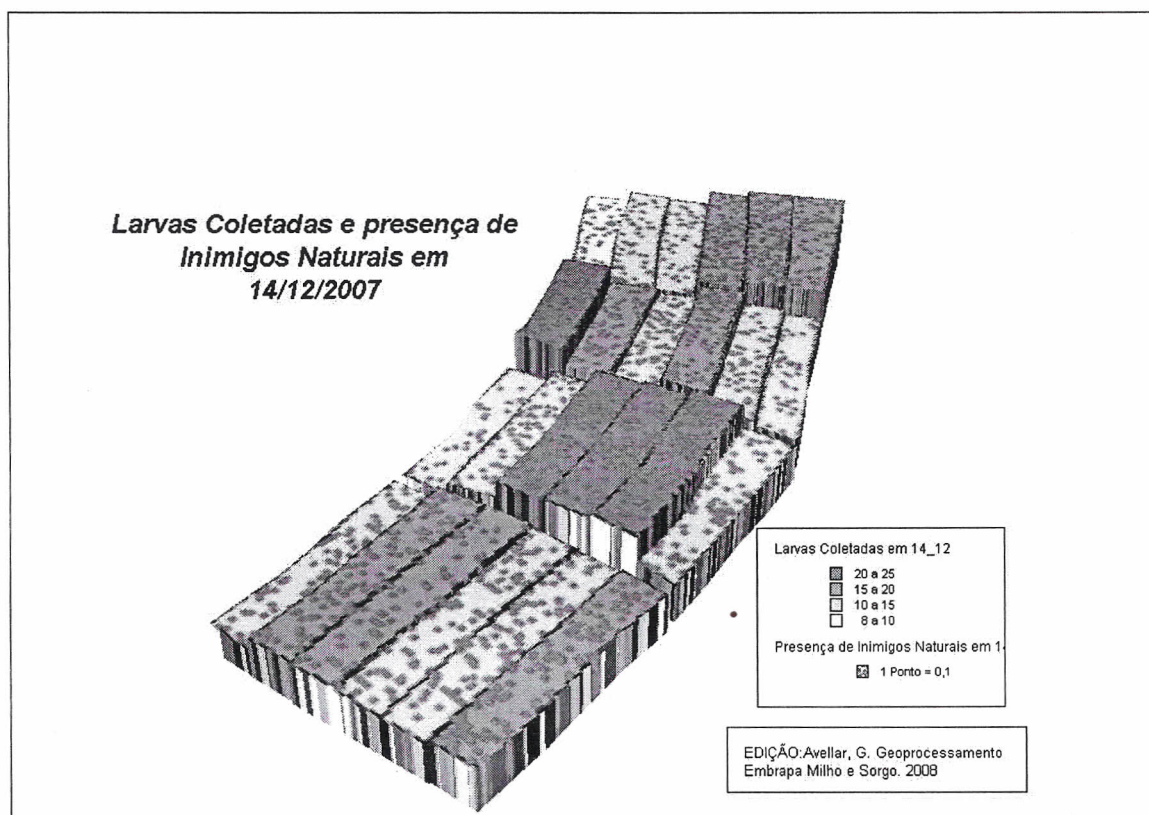 Larvas Coletadas e presença de
Inimigos Naturais em
14/12/2007
Larvas Coletadas em 14_12
20 a 25
15 a 20
10 a 15
8 a 10
Presença de Inimigos Naturais em 1
1 Ponto = 0,1
EDIÇÃO:Avellar, G. Geoprocessamento
Embrapa Milho e Sorgo. 2008